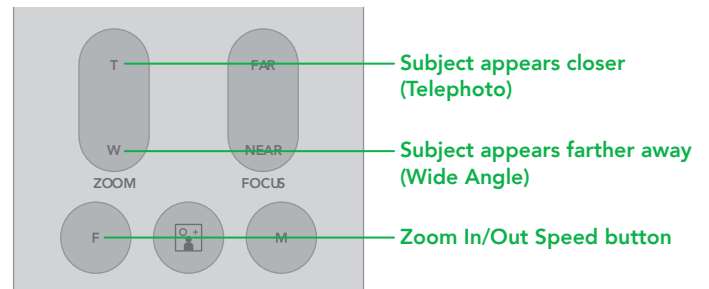 T
FAR
Subject appears closer
(Telephoto)
W
NEAR
Subject appears farther away
(Wide Angle)
ZOOM
FOCUS
F
M
Zoom In/Out Speed button